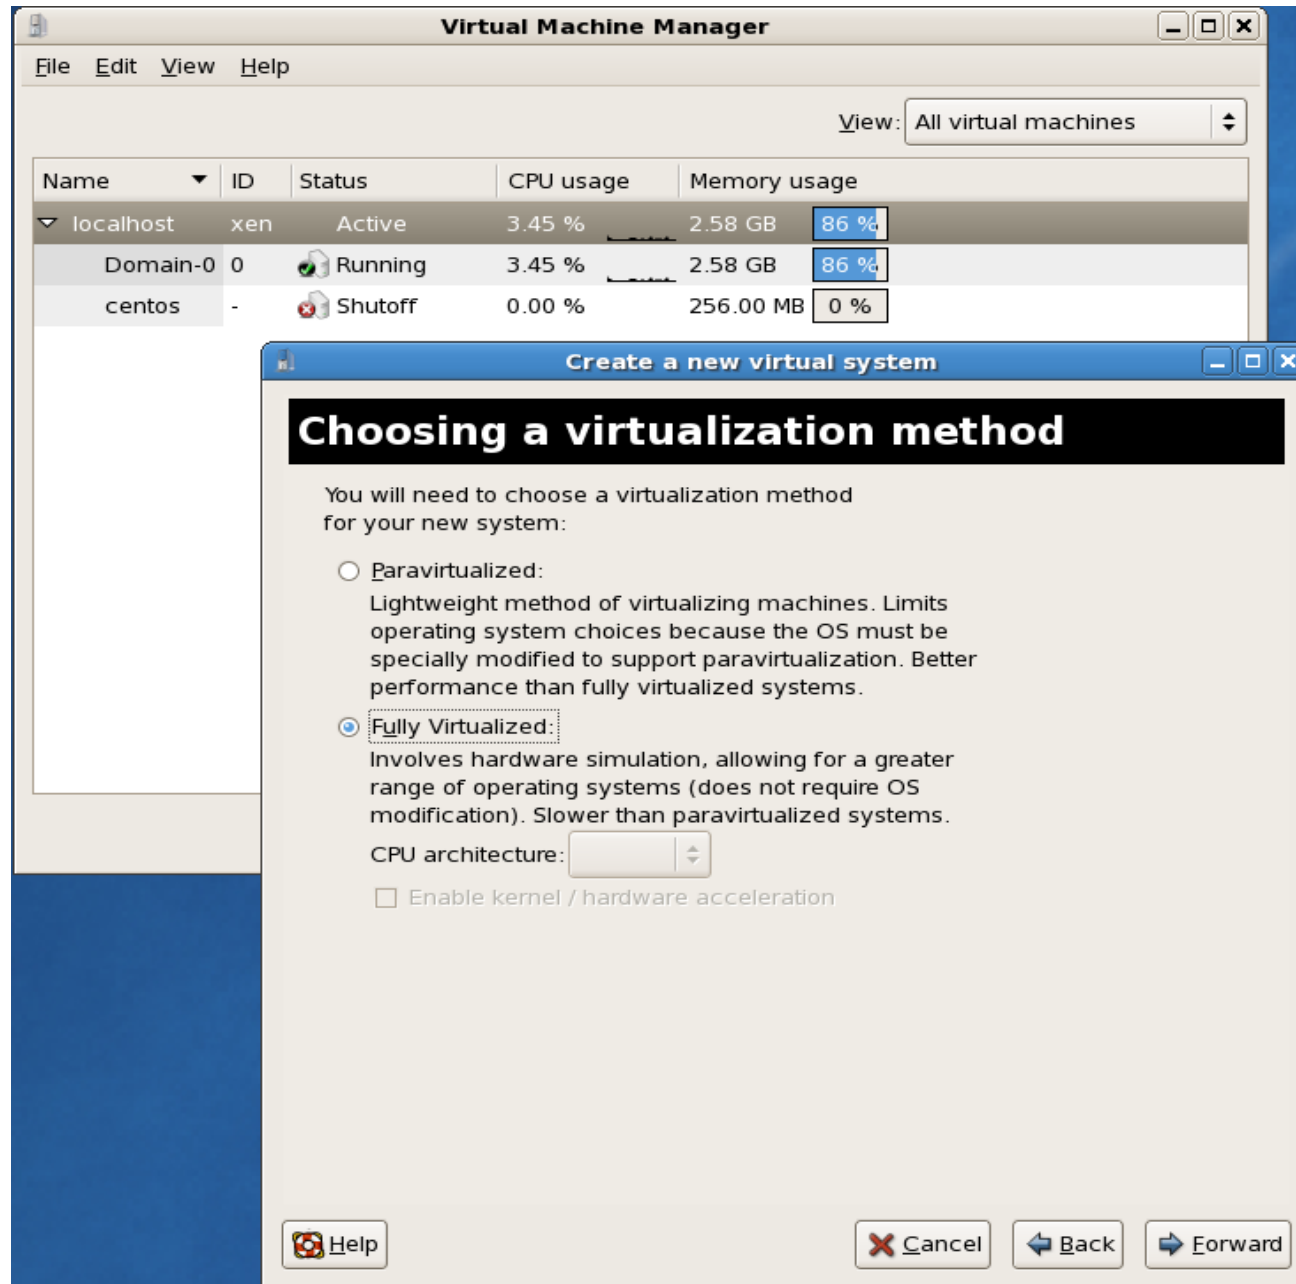 Virtual Machine Manager
File Edit View Help
View: All virtual machines
Name ID Status CPU usage Memory usage
localhost xen Active 3.45 % 2.58 GB 86 %
Domain-0 0 Running 3.45 % 2.58 GB 86 %
centos - Shutoff 0.00 % 256.00 MB 0 %
Create a new virtual system
Choosing a virtualization method
You will need to choose a virtualization method
for your new system:
Paravirtualized:
Lightweight method of virtualizing machines. Limits
operating system choices because the OS must be
specially modified to support paravirtualization. Better
performance than fully virtualized systems.
Fully Virtualized:
Involves hardware simulation, allowing for a greater
range of operating systems (does not require OS
modification). Slower than paravirtualized systems.
CPU architecture:
Enable kernel / hardware acceleration
Help Cancel Back Forward